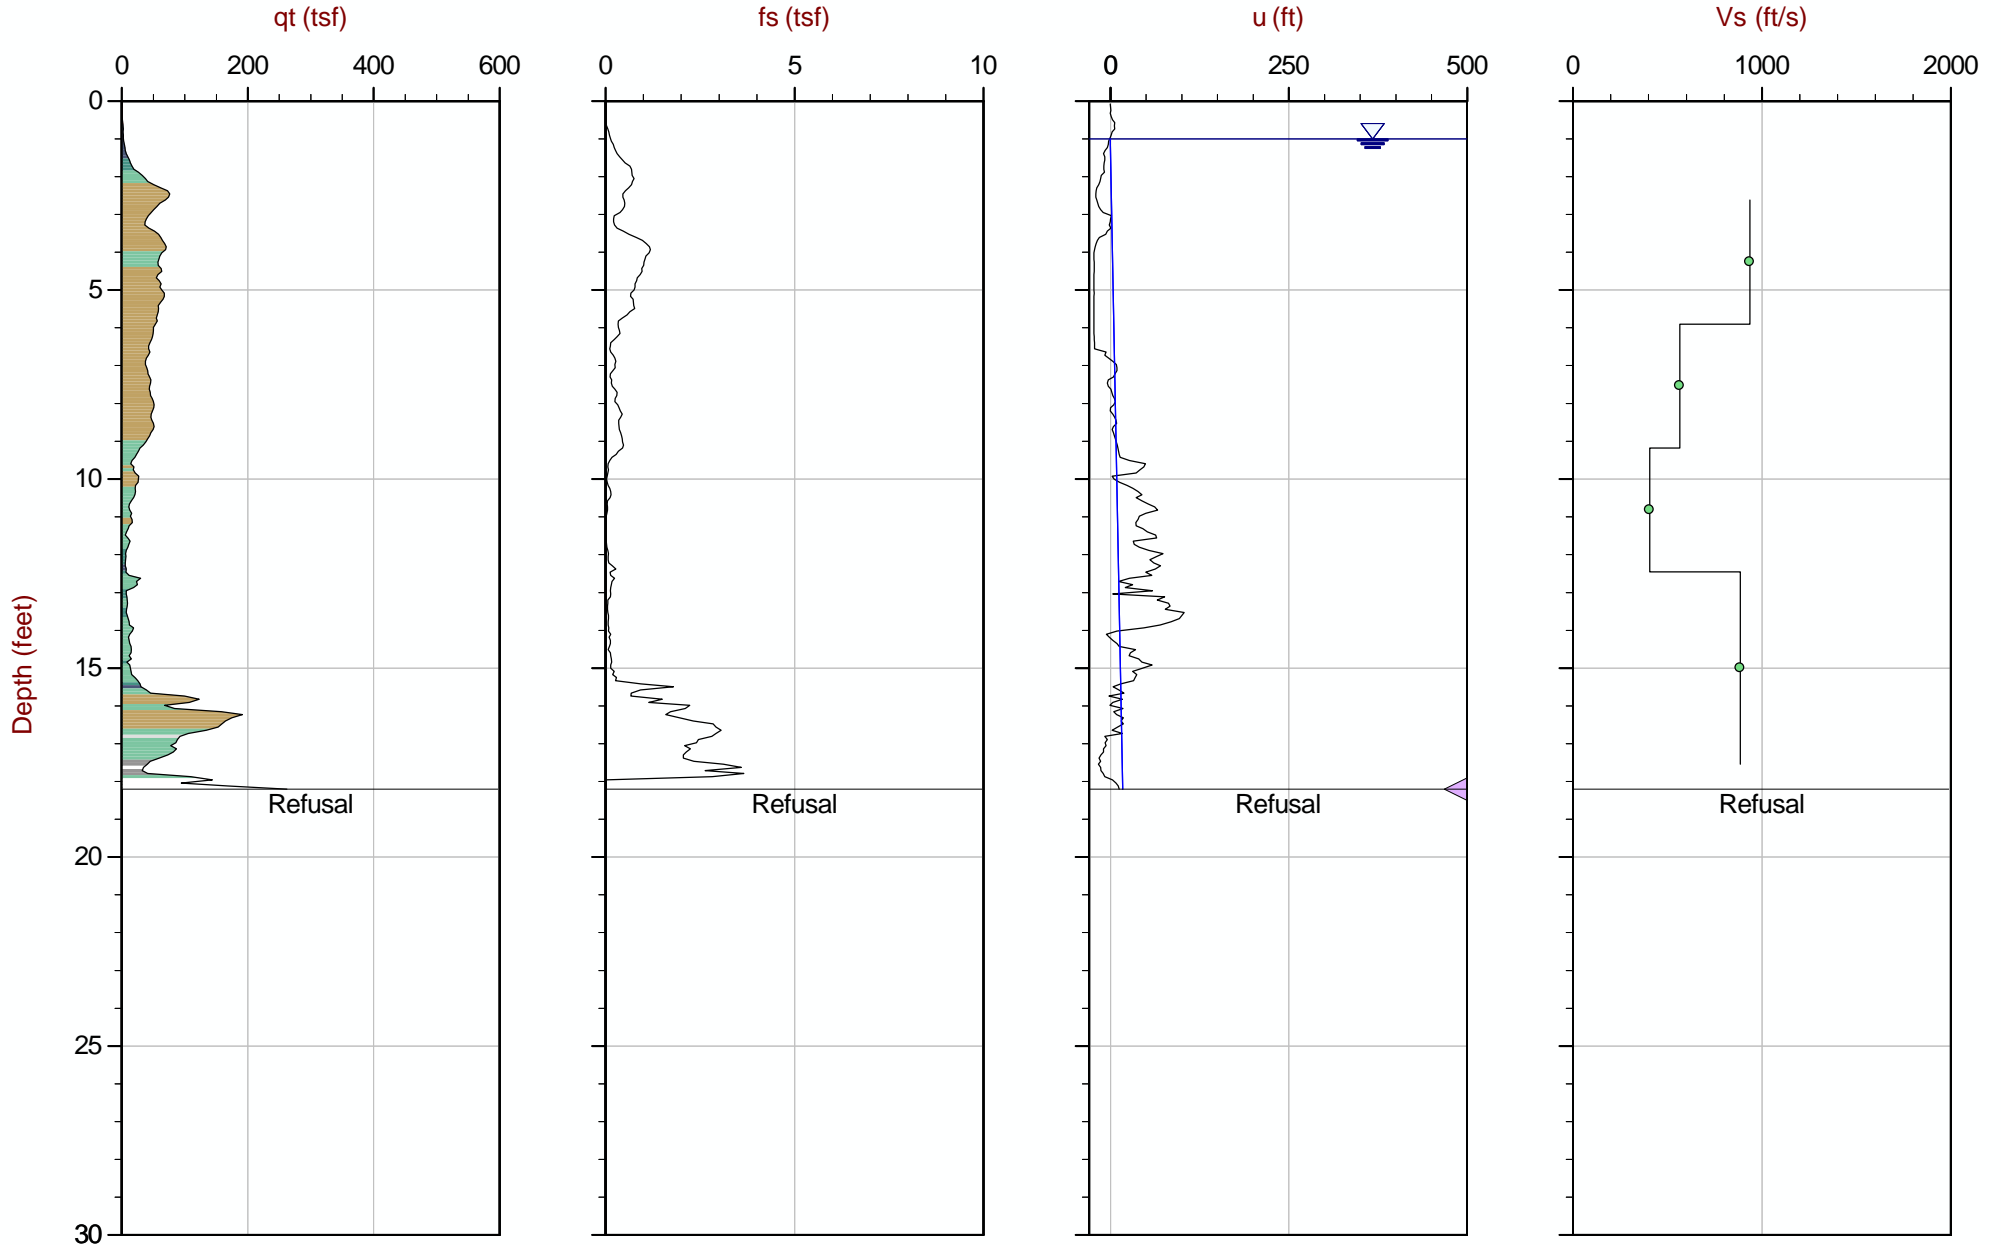 qt (tsf) fs (tsf) u (ft) Vs (ft/s)
0 200 400 600 0 5 10 0 250 500 0 1000 2000
0
5
10
15
Depth (feet)
Refusal Refusal Refusal Refusal
20
25
30